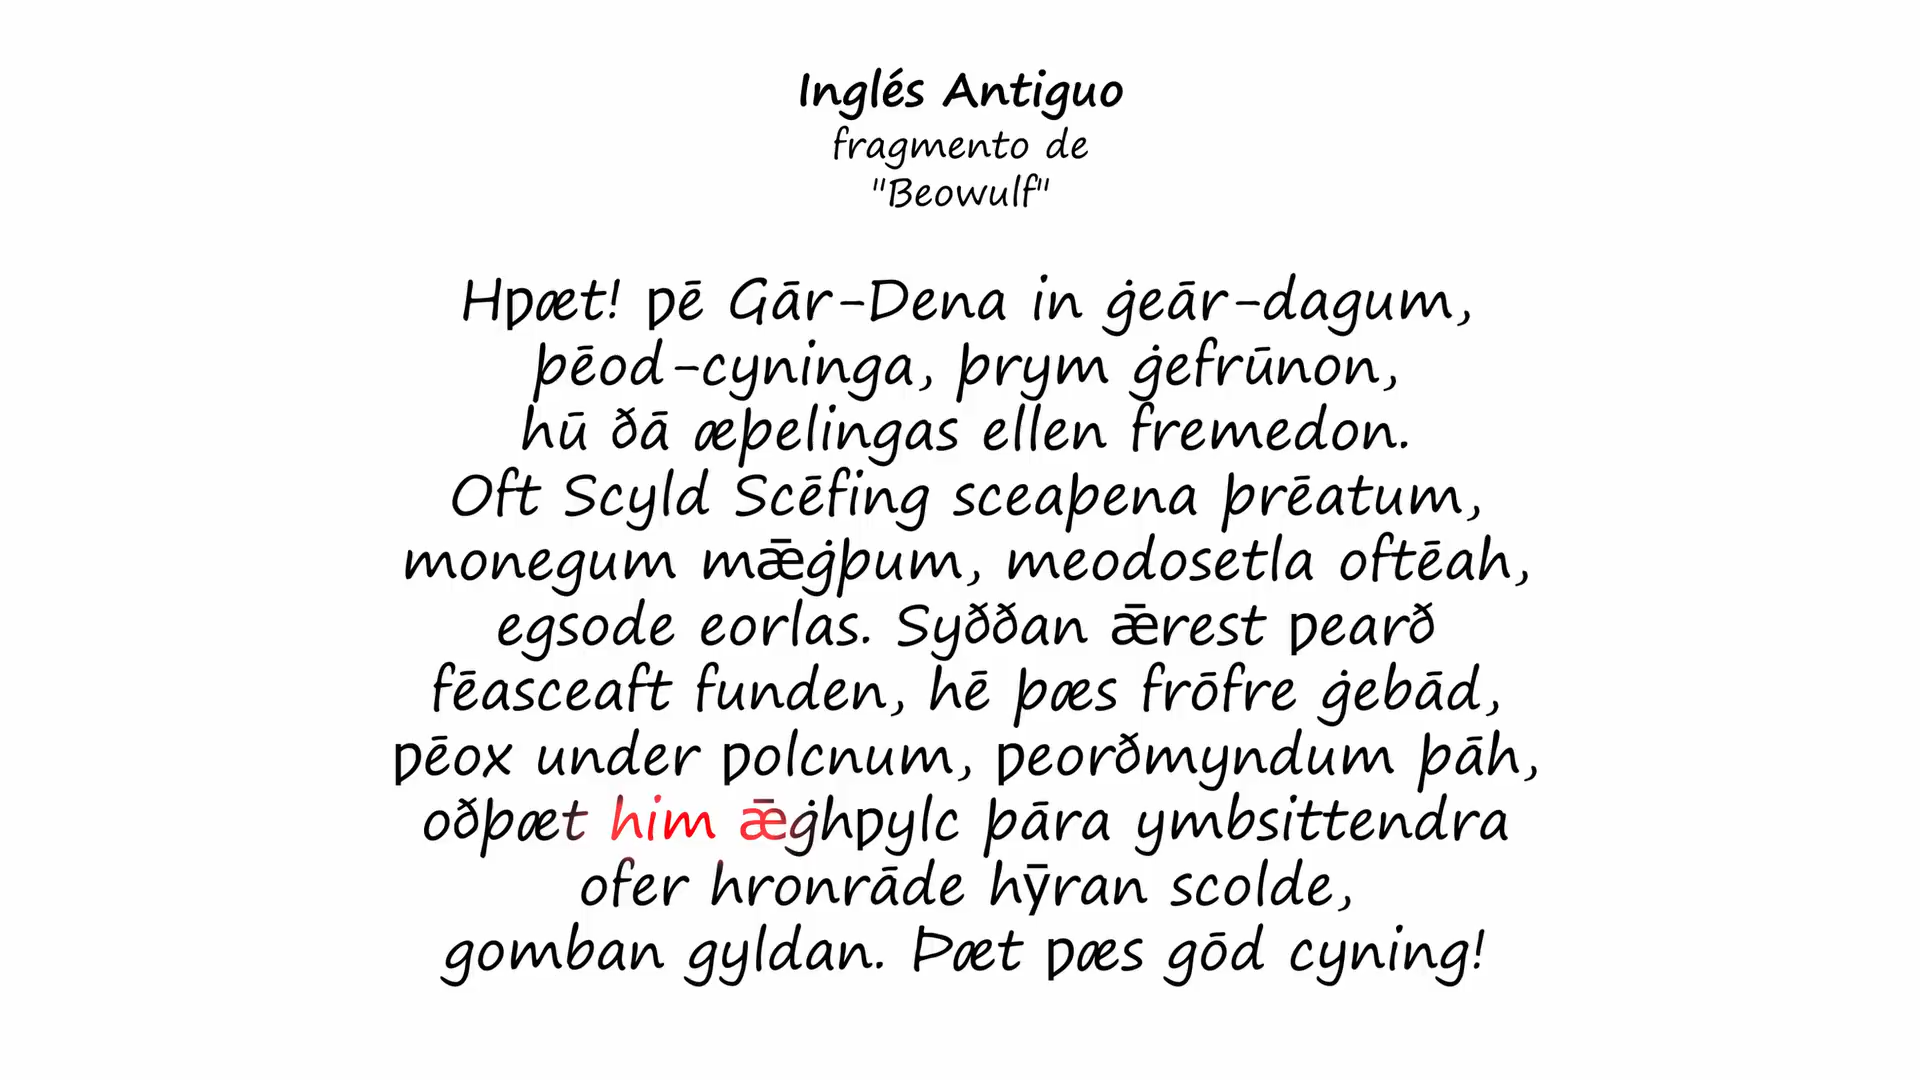 Inglés Antiguo
fragmento de
"Beowulf"
Hƿæt! ƿē Gār-Dena in ġeār-dagum,
þēod-cyninga, þrym ġefrūnon,
hū ðā æþelingas ellen fremedon.
Oft Scyld Scēfing sceaþena þrēatum,
monegum mǣġþum, meodosetla oftēah,
egsode eorlas. Syððan ǣrest ƿearð
fēasceaft funden, hē þæs frōfre ġebād,
ƿēox under ƿolcnum, ƿeorðmyndum þāh,
oðþæt him ǣġhƿylc þāra ymbsittendra
ofer hronrāde hȳran scolde,
gomban gyldan. Þæt ƿæs gōd cyning!